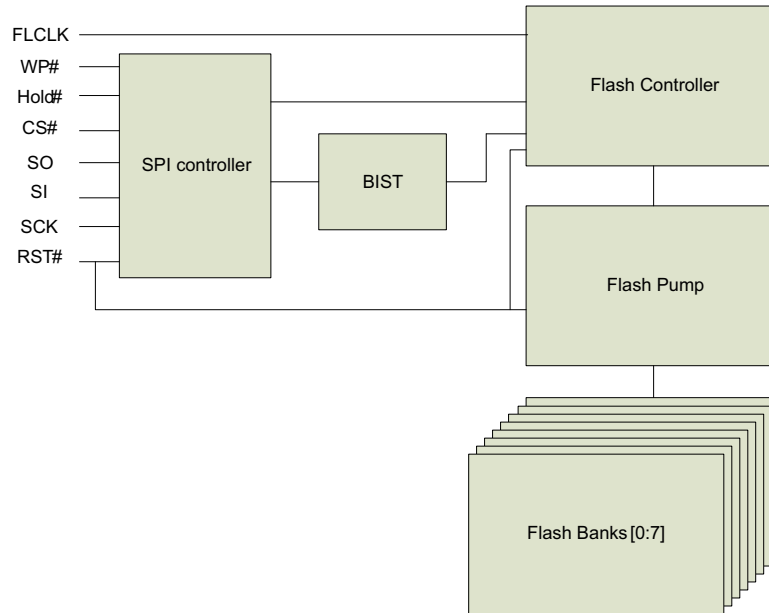 FLCLK
WP#
Hold#
CS#
SO
SI
SCK
RST#
SPI controller
BIST
Flash Controller
Flash Pump
Flash Banks [0:7]